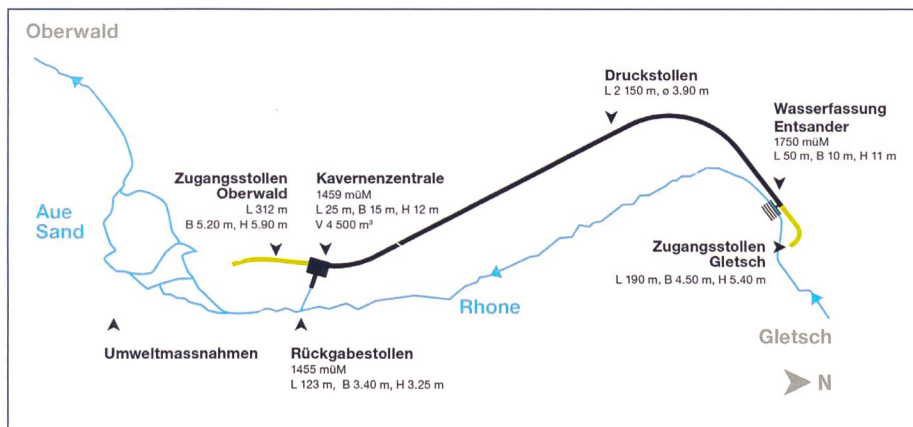 Oberwald
Druckstollen
L 2 150 m, ø 3.90 m
Wasserfassung
Entsander
1750 müM
L 50 m, B 10 m, H 11 m
Zugangsstollen
Oberwald
L 312 m
B 5.20 m, H 5.90 m
Kavernenzentrale
1459 müM
L 25 m, B 15 m, H 12 m
V 4 500 m³
Aue
Sand
Zugangsstollen
Gletsch
L 190 m, B 4.50 m, H 5.40 m
Rhone
Gletsch
Umweltmassnahmen
Rückgabestollen
1455 müM
L 123 m, B 3.40 m, H 3.25 m
N